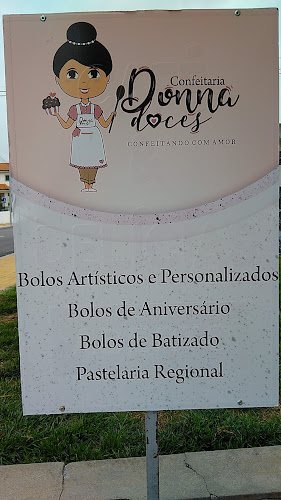 Confeitaria
Donna
doces
CONFEITANDO COM AMOR
Bolos Artísticos e Personalizados
Bolos de Aniversário
Bolos de Batizado
Pastelaria Regional